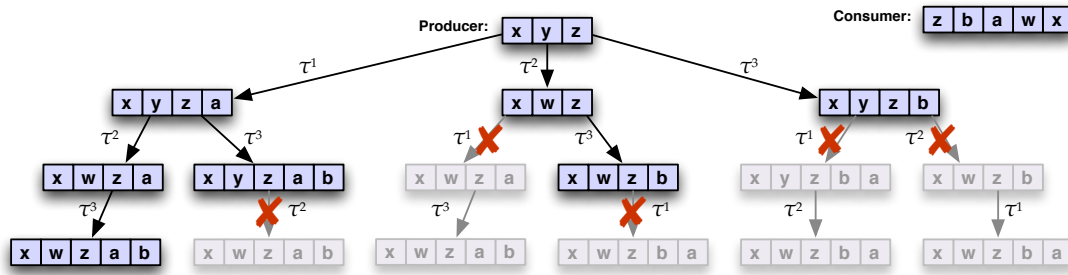 Producer: x y z
Consumer: z b a w x
τ1 τ2 τ3
x y z a
x w z
x y z b
τ2 τ3 τ1 τ3 τ1 τ2
x w z a
x y z a b
x w z a
x w z b
x y z b a
x w z b
τ3 τ2 τ3 τ1 τ2 τ1
x w z a b
x w z a b
x w z a b
x w z b a
x w z b a
x w z b a